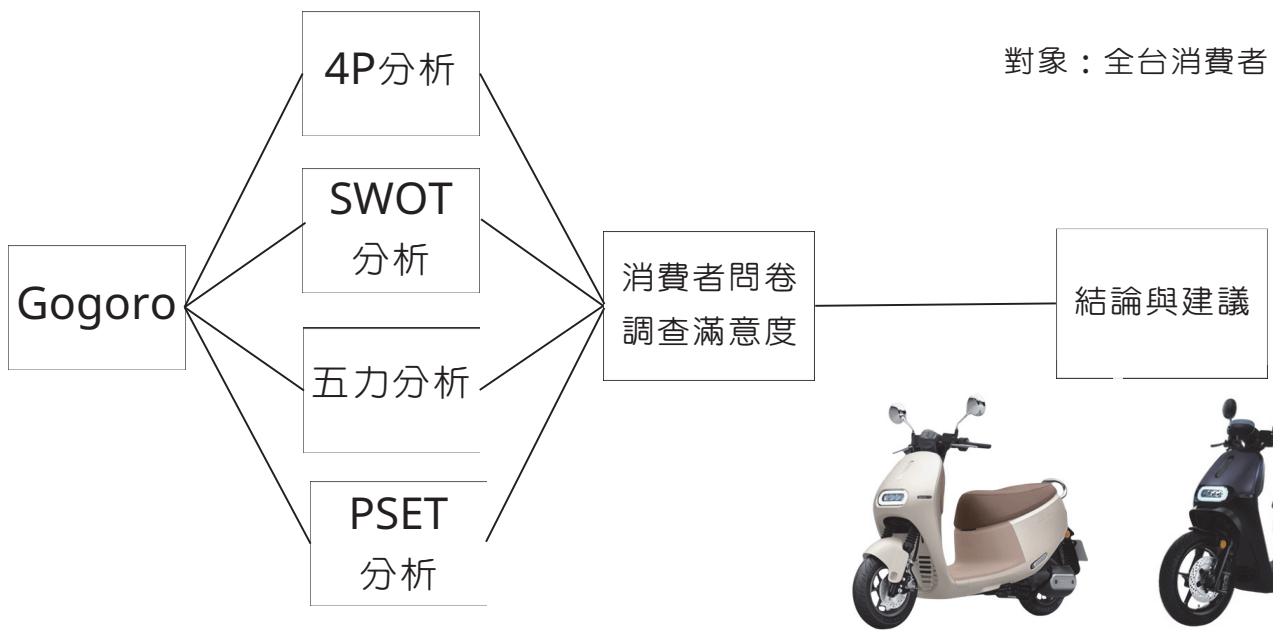 4P分析
對象：全台消費者
SWOT
分析
Gogoro
消費者問卷
調查滿意度
結論與建議
五力分析
PSET
分析